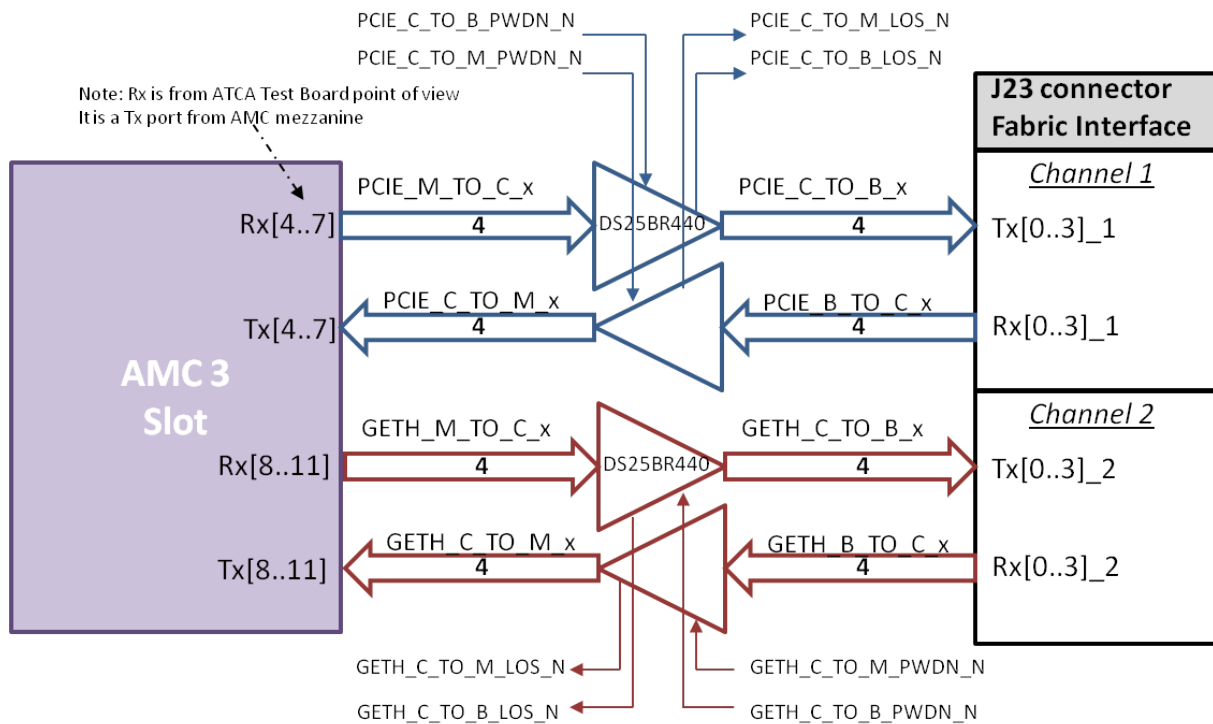 PCIE_C_TO_B_PWDN_N
PCIE_C_TO_M_LOS_N
PCIE_C_TO_M_PWDN_N
PCIE_C_TO_B_LOS_N
Note: Rx is from ATCA Test Board point of view
It is a Tx port from AMC mezzanine
J23 connector
Fabric Interface
Channel 1
PCIE_M_TO_C_x
PCIE_C_TO_B_x
Rx[4..7]
4
DS25BR440
4
Tx[0..3]_1
PCIE_C_TO_M_x
PCIE_B_TO_C_x
Tx[4..7]
4
4
Rx[0..3]_1
AMC 3
Slot
Channel 2
GETH_M_TO_C_x
GETH_C_TO_B_x
Rx[8..11]
4
DS25BR440
4
Tx[0..3]_2
GETH_C_TO_M_x
GETH_B_TO_C_x
Tx[8..11]
4
4
Rx[0..3]_2
GETH_C_TO_M_LOS_N
GETH_C_TO_M_PWDN_N
GETH_C_TO_B_LOS_N
GETH_C_TO_B_PWDN_N